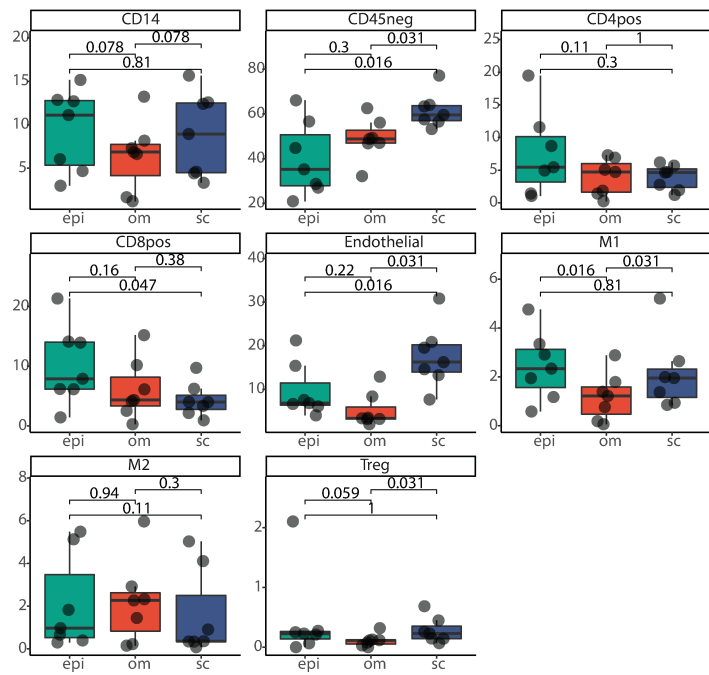 CD14
CD45neg
CD4pos
20
15
10
5
0.078
0.078
0.81
epi
om
sc
80
60
40
20
0.3
0.031
0.016
epi
om
sc
25
20
15
10
5
0
0.11
1
0.3
epi
om
sc
CD8pos
Endothelial
M1
20
10
0
0.16
0.38
0.047
epi
om
sc
40
30
20
10
0.22
0.031
0.016
epi
om
sc
6
4
2
0
0.016
0.031
0.81
epi
om
sc
M2
Treg
8
6
4
2
0
0.94
0.3
0.11
epi
om
sc
2
1
0
0.059
0.031
1
epi
om
sc